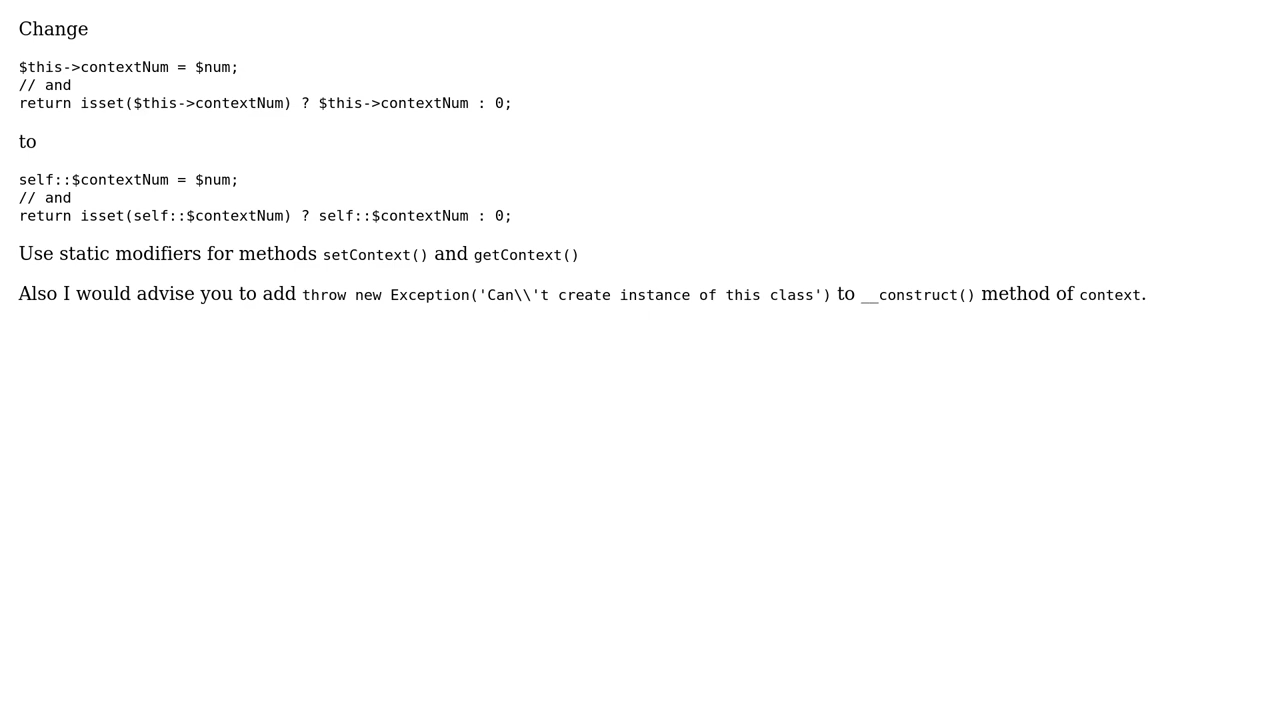 Change
$this->contextNum = $num;
// and
return isset($this->contextNum) ? $this->contextNum : 0;
to
self::$contextNum = $num;
// and
return isset(self::$contextNum) ? self::$contextNum : 0;
Use static modifiers for methods setContext() and getContext()
Also I would advise you to add throw new Exception('Can\\'t create instance of this class') to __construct() method of context.